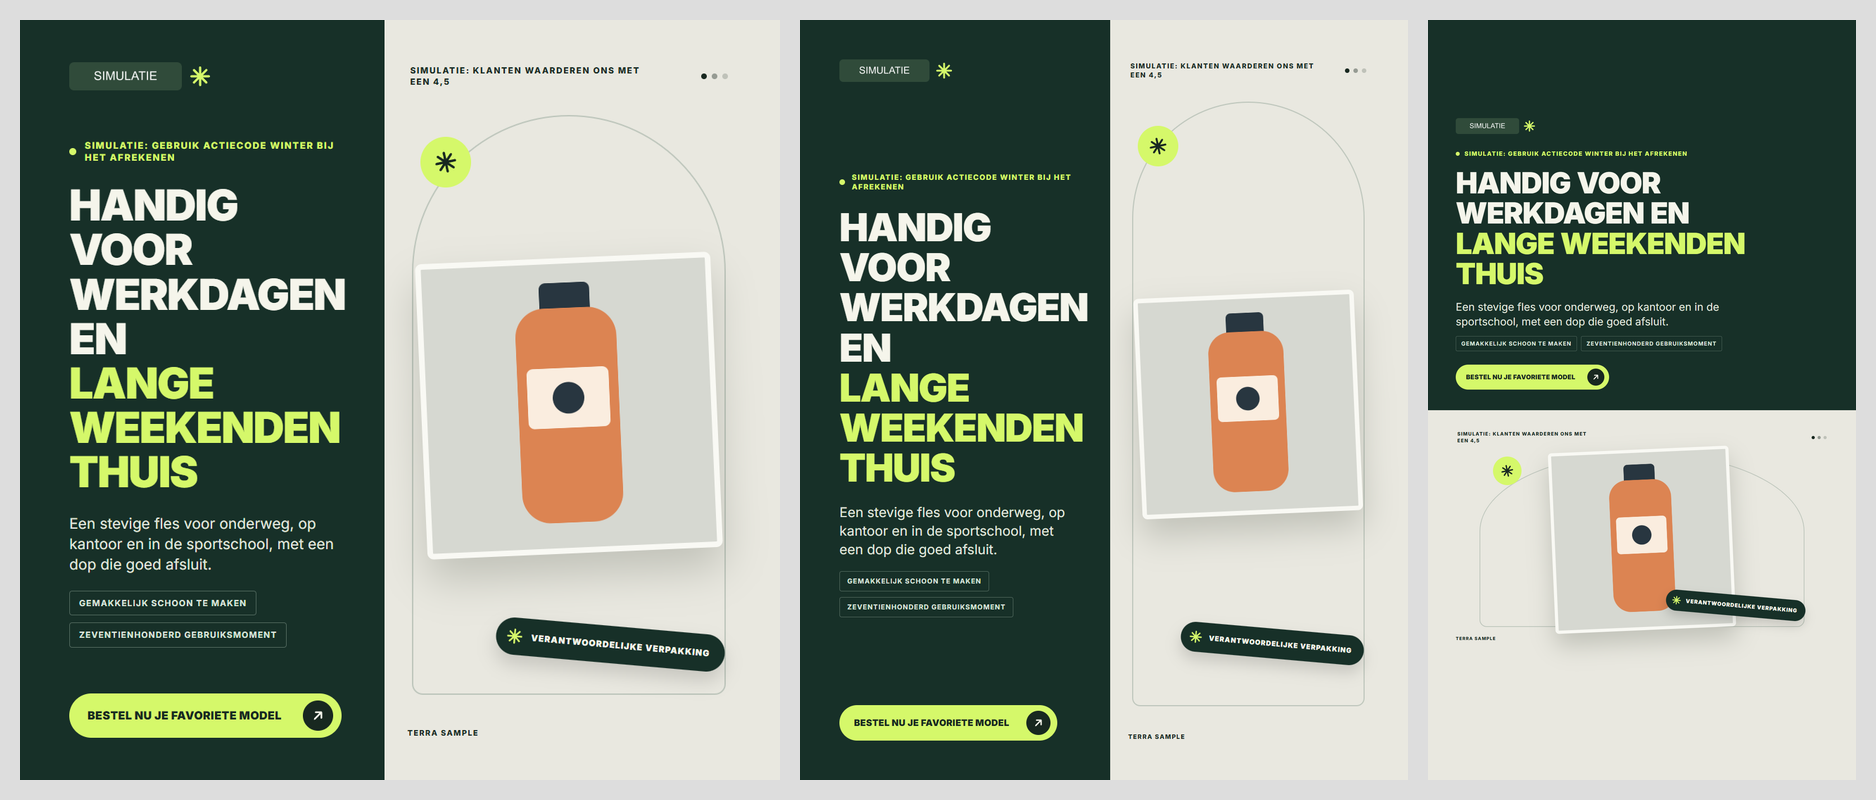 SIMULATIE
SIMULATIE: GEBRUIK ACTIECODE WINTER BIJ
HET AFREKENEN
HANDIG
VOOR
WERKDAGEN
EN
LANGE
WEEKENDEN
THUIS
Een stevige fles voor onderweg, op
kantoor en in de sportschool, met een
dop die goed afsluit.
GEMAKKELIJK SCHOON TE MAKEN
ZEVENTIENHONDERD GEBRUIKSMOMENT
BESTEL NU JE FAVORIETE MODEL
SIMULATIE: KLANTEN WAARDEREN ONS MET
EEN 4,5
VERANTWOORDELIJKE VERPAKKING
TERRA SAMPLE
SIMULATIE
SIMULATIE: GEBRUIK ACTIECODE WINTER BIJ HET
AFREKENEN
HANDIG
VOOR
WERKDAGEN
EN
LANGE
WEEKENDEN
THUIS
Een stevige fles voor onderweg, op
kantoor en in de sportschool, met
een dop die goed afsluit.
GEMAKKELIJK SCHOON TE MAKEN
ZEVENTIENHONDERD GEBRUIKSMOMENT
BESTEL NU JE FAVORIETE MODEL
SIMULATIE: KLANTEN WAARDEREN ONS MET
EEN 4,5
VERANTWOORDELIJKE VERPAKKING
TERRA SAMPLE
SIMULATIE
SIMULATIE: GEBRUIK ACTIECODE WINTER BIJ HET AFREKENEN
HANDIG VOOR
WERKDAGEN EN
LANGE WEEKENDEN
THUIS
Een stevige fles voor onderweg, op kantoor en in de
sportschool, met een dop die goed afsluit.
GEMAKKELIJK SCHOON TE MAKEN
ZEVENTIENHONDERD GEBRUIKSMOMENT
BESTEL NU JE FAVORIETE MODEL
SIMULATIE: KLANTEN WAARDEREN ONS MET
EEN 4,5
VERANTWOORDELIJKE VERPAKKING
TERRA SAMPLE